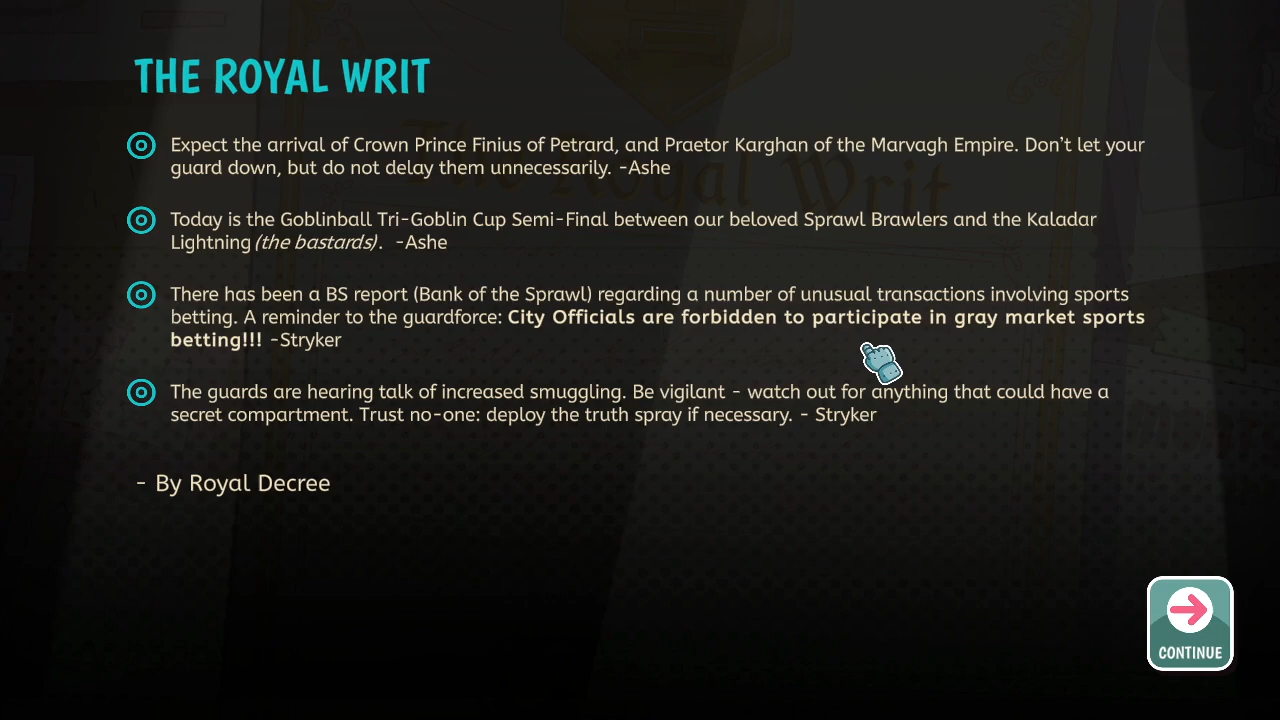 THE ROYAL WRIT
Expect the arrival of Crown Prince Finius of Petrard, and Praetor Karghan of the Marvagh Empire. Don’t let your
guard down, but do not delay them unnecessarily. -Ashe
Today is the Goblinball Tri-Goblin Cup Semi-Final between our beloved Sprawl Brawlers and the Kaladar
Lightning (the bastards). -Ashe
There has been a BS report (Bank of the Sprawl) regarding a number of unusual transactions involving sports
betting. A reminder to the guardforce: City Officials are forbidden to participate in gray market sports
betting!!! -Stryker
The guards are hearing talk of increased smuggling. Be vigilant - watch out for anything that could have a
secret compartment. Trust no-one: deploy the truth spray if necessary. - Stryker
- By Royal Decree
The Royal Writ
CONTINUE